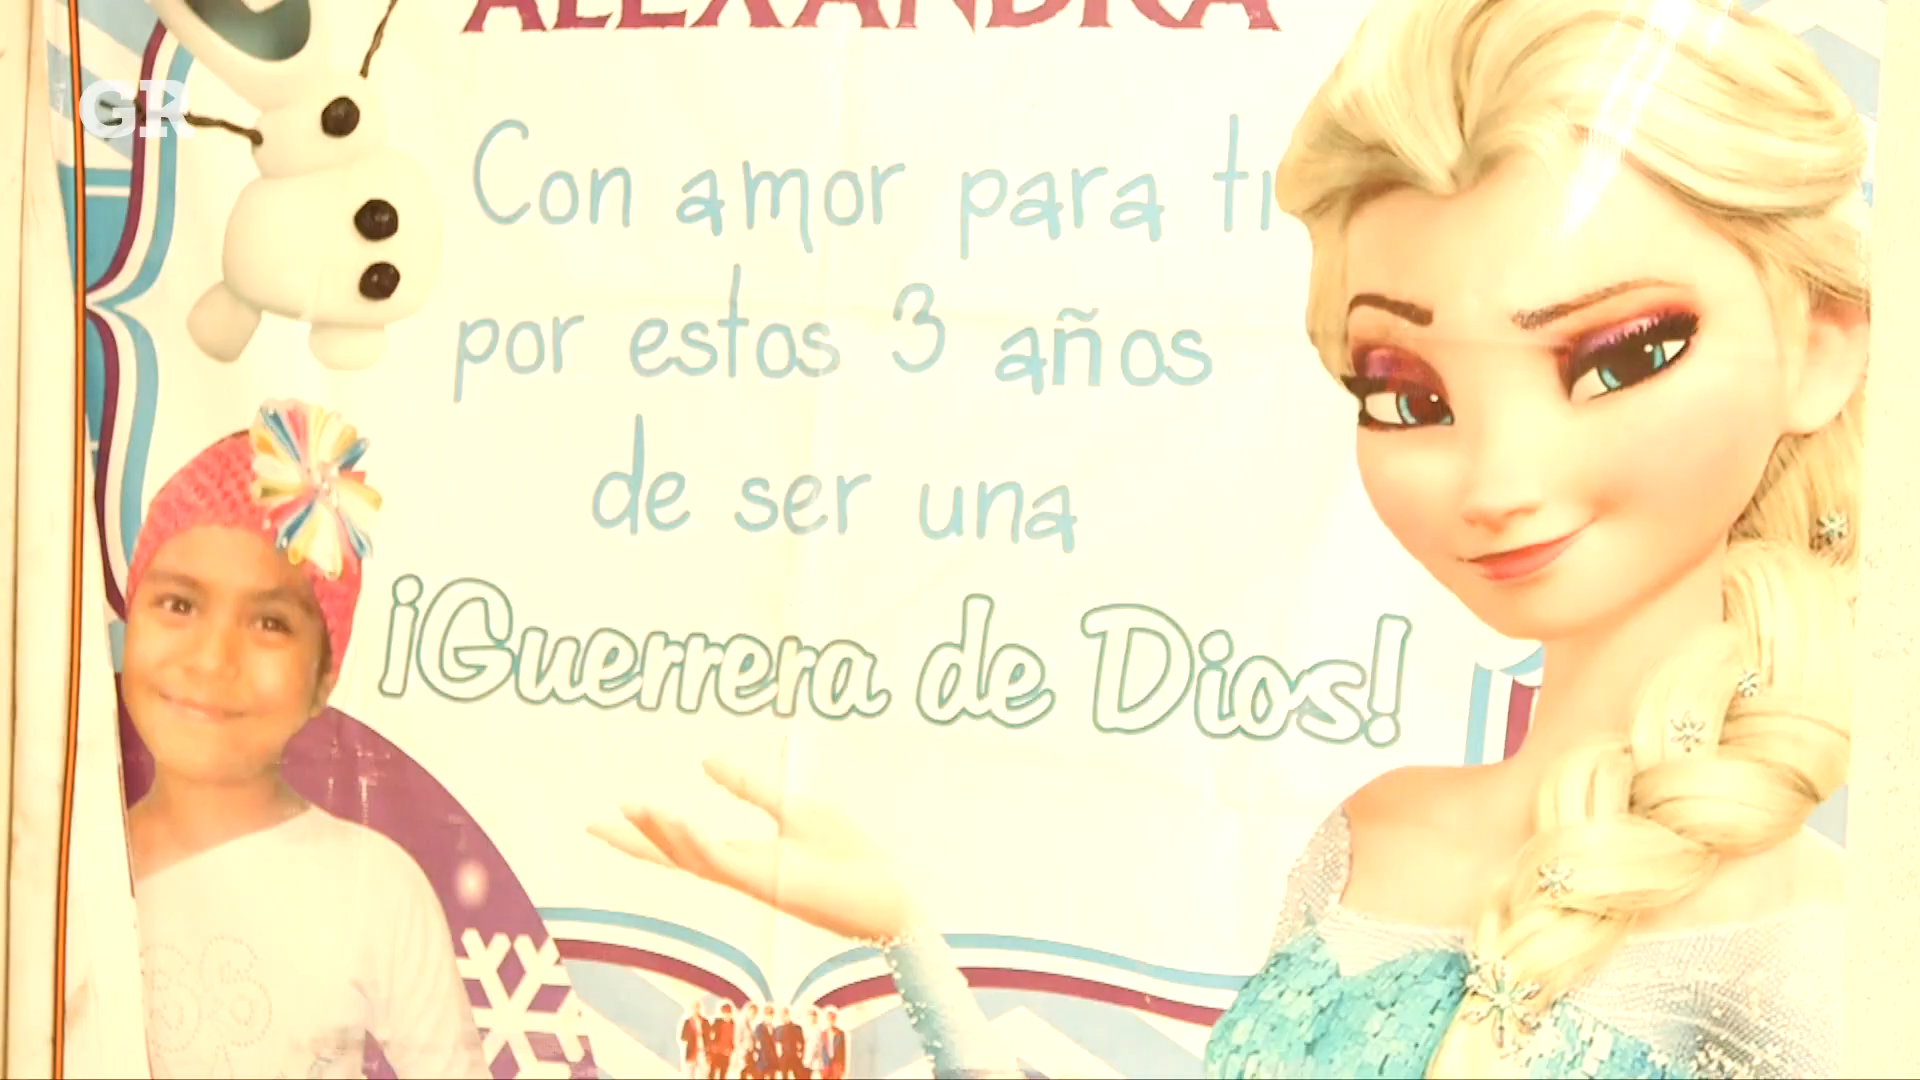 ALEXANDRA
GR
Con amor para ti
por estos 3 años
de ser una
¡Guerrera de Dios!